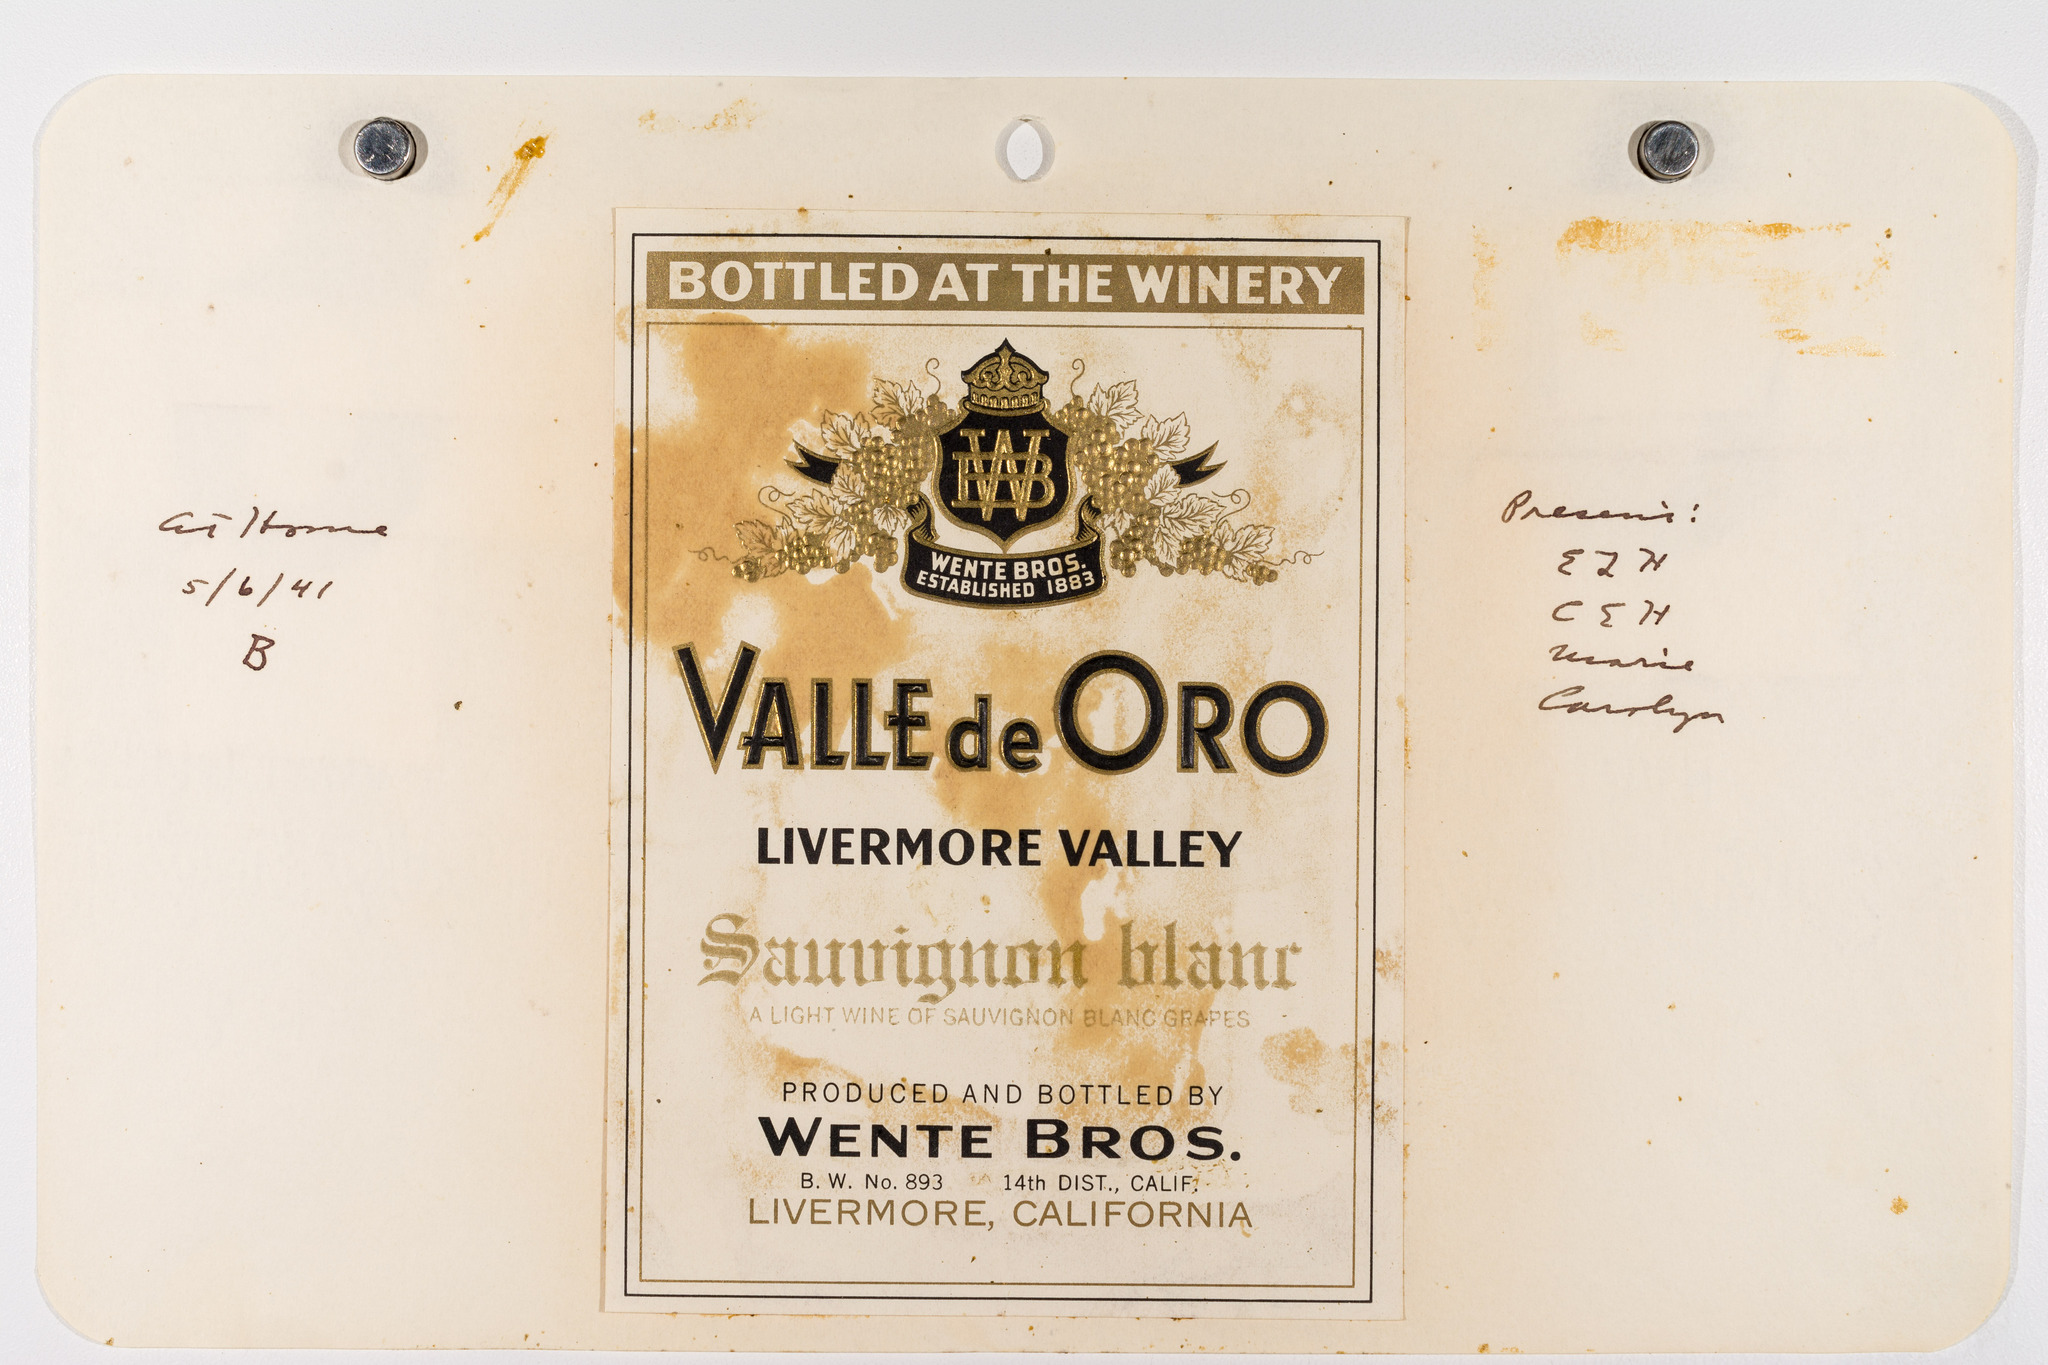 At Home
5/6/41
B
BOTTLED AT THE WINERY
WB
WENTE BROS.
ESTABLISHED 1883
VALLE de ORO
LIVERMORE VALLEY
Sauvignon blanc
A LIGHT WINE OF SAUVIGNON BLANC GRAPES
PRODUCED AND BOTTLED BY
WENTE BROS.
B. W. No. 893 14th DIST., CALIF.
LIVERMORE, CALIFORNIA
Present:
E L H
C E H
Marie
Carolyn